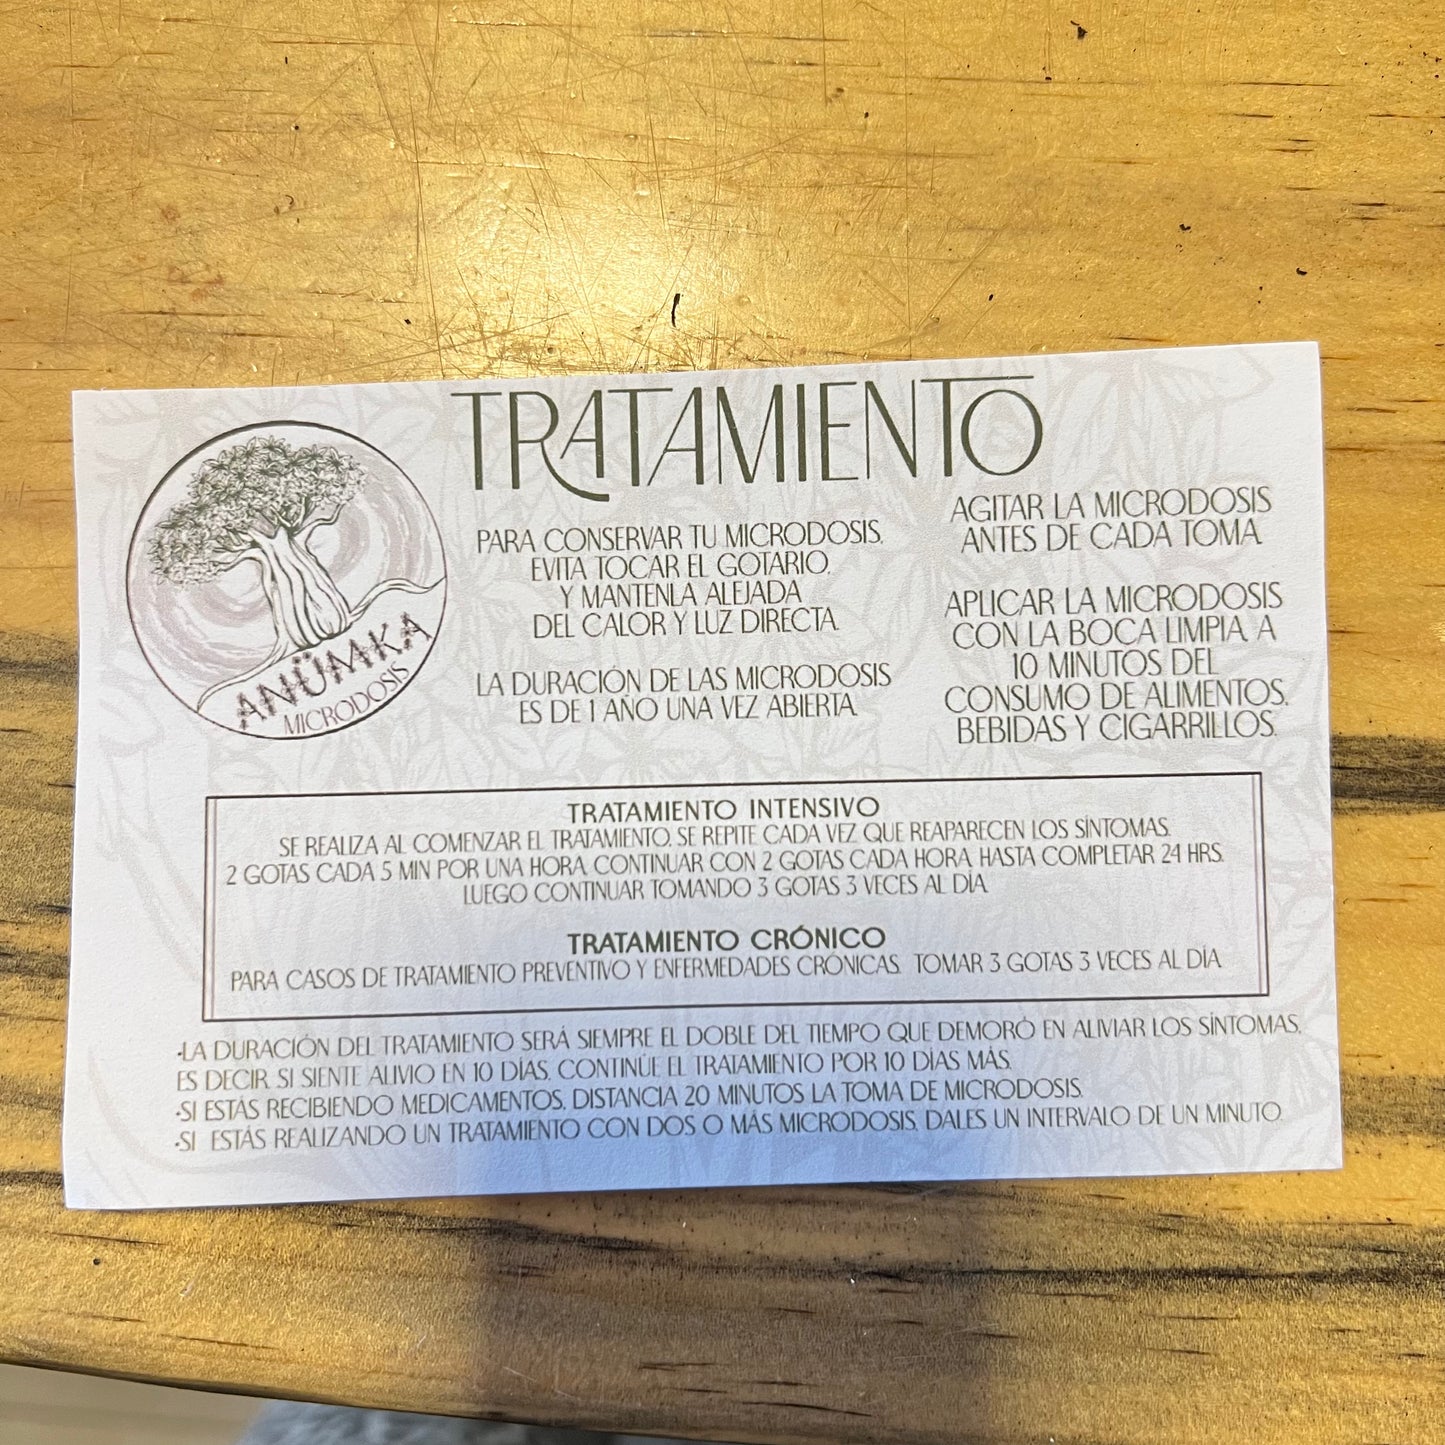 TRATAMIENTO
ANÜMKA
MICRODOSIS
PARA CONSERVAR TU MICRODOSIS,
EVITA TOCAR EL GOTARIO,
Y MANTENLA ALEJADA
DEL CALOR Y LUZ DIRECTA.
LA DURACIÓN DE LAS MICRODOSIS
ES DE 1 AÑO UNA VEZ ABIERTA.
AGITAR LA MICRODOSIS
ANTES DE CADA TOMA.
APLICAR LA MICRODOSIS
CON LA BOCA LIMPIA, A
10 MINUTOS DEL
CONSUMO DE ALIMENTOS,
BEBIDAS Y CIGARRILLOS.
TRATAMIENTO INTENSIVO
SE REALIZA AL COMENZAR EL TRATAMIENTO, SE REPITE CADA VEZ QUE REAPARECEN LOS SÍNTOMAS.
2 GOTAS CADA 5 MIN POR UNA HORA, CONTINUAR CON 2 GOTAS CADA HORA, HASTA COMPLETAR 24 HRS.
LUEGO CONTINUAR TOMANDO 3 GOTAS 3 VECES AL DÍA.
TRATAMIENTO CRÓNICO
PARA CASOS DE TRATAMIENTO PREVENTIVO Y ENFERMEDADES CRÓNICAS. TOMAR 3 GOTAS 3 VECES AL DÍA.
•LA DURACIÓN DEL TRATAMIENTO SERÁ SIEMPRE EL DOBLE DEL TIEMPO QUE DEMORÓ EN ALIVIAR LOS SÍNTOMAS,
ES DECIR, SI SIENTE ALIVIO EN 10 DÍAS, CONTINÚE EL TRATAMIENTO POR 10 DÍAS MÁS.
•SI ESTÁS RECIBIENDO MEDICAMENTOS, DISTANCIA 20 MINUTOS LA TOMA DE MICRODOSIS.
•SI ESTÁS REALIZANDO UN TRATAMIENTO CON DOS O MÁS MICRODOSIS, DALES UN INTERVALO DE UN MINUTO.